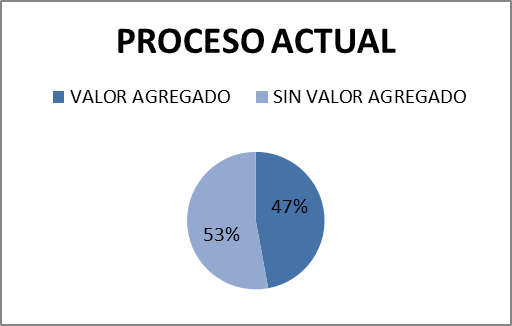 PROCESO ACTUAL
VALOR AGREGADO SIN VALOR AGREGADO
47%
53%